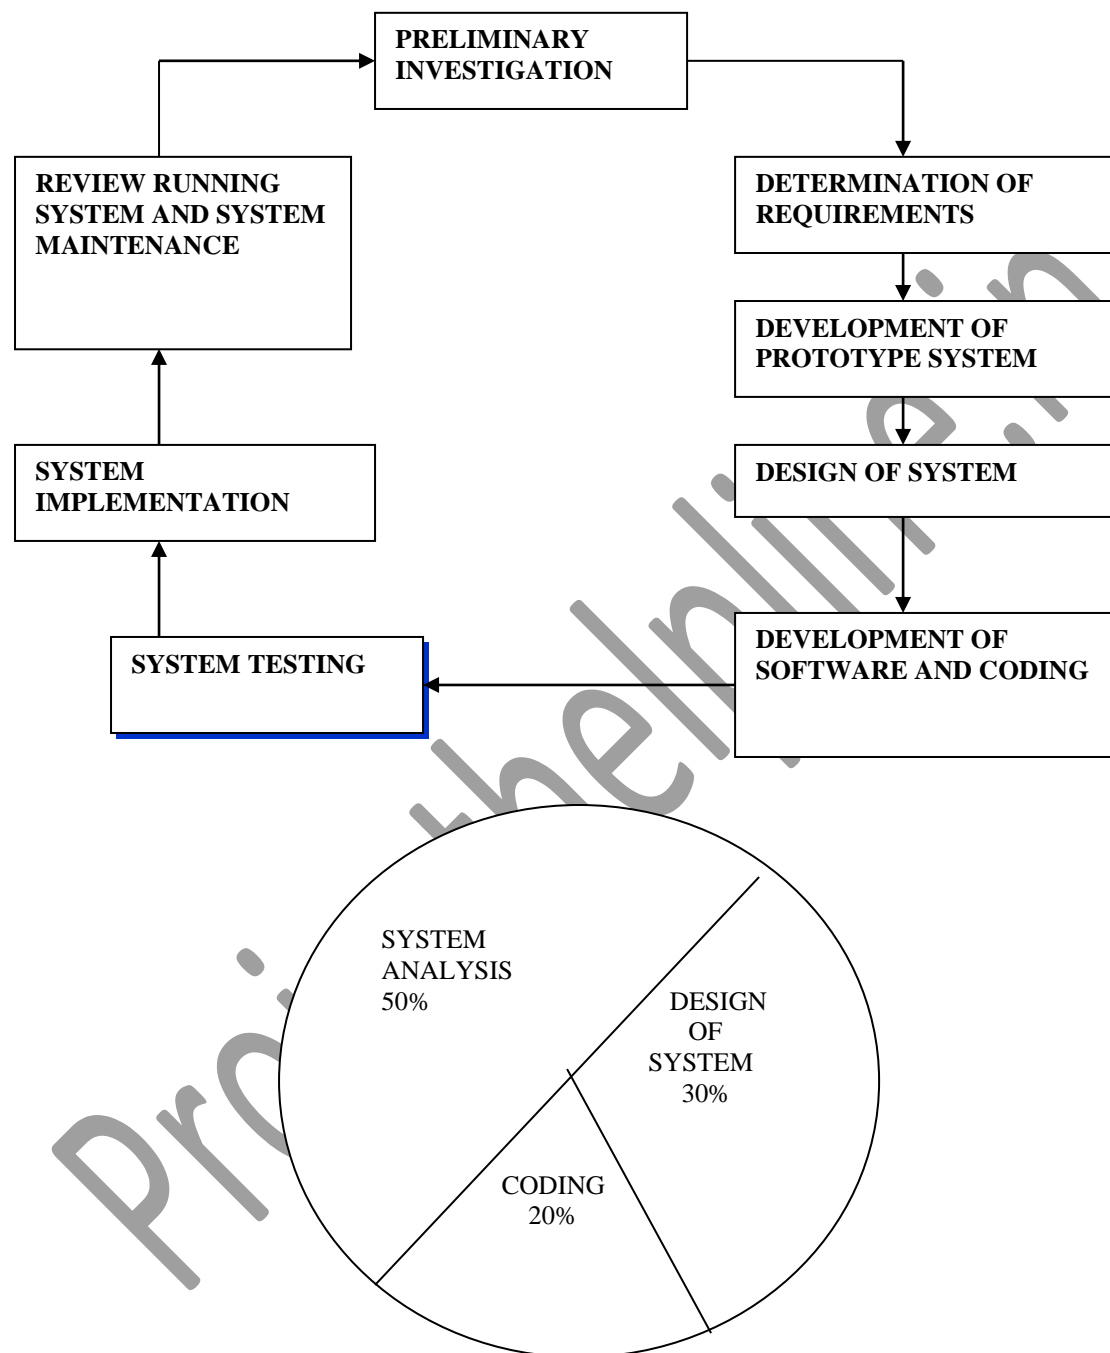 PRELIMINARY
INVESTIGATION
REVIEW RUNNING
SYSTEM AND SYSTEM
MAINTENANCE
DETERMINATION OF
REQUIREMENTS
DEVELOPMENT OF
PROTOTYPE SYSTEM
SYSTEM
IMPLEMENTATION
DESIGN OF SYSTEM
SYSTEM TESTING
DEVELOPMENT OF
SOFTWARE AND CODING
SYSTEM
ANALYSIS
50%
DESIGN
OF
SYSTEM
30%
CODING
20%